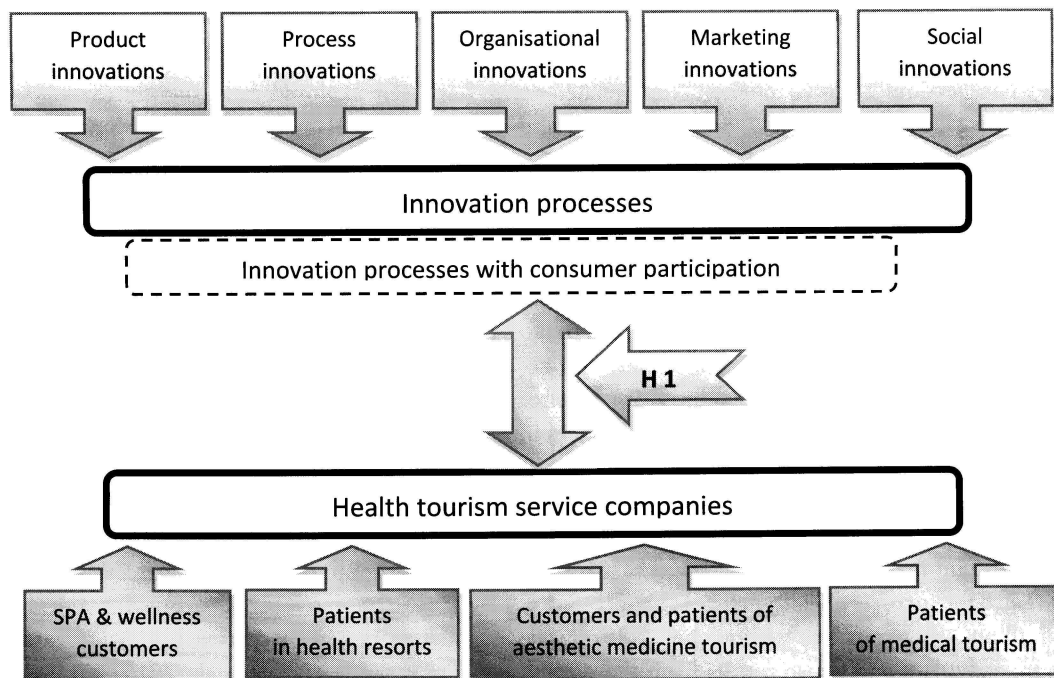 Product
innovations
Process
innovations
Organisational
innovations
Marketing
innovations
Social
innovations
Innovation processes
Innovation processes with consumer participation
H 1
Health tourism service companies
SPA & wellness
customers
Patients
in health resorts
Customers and patients of
aesthetic medicine tourism
Patients
of medical tourism